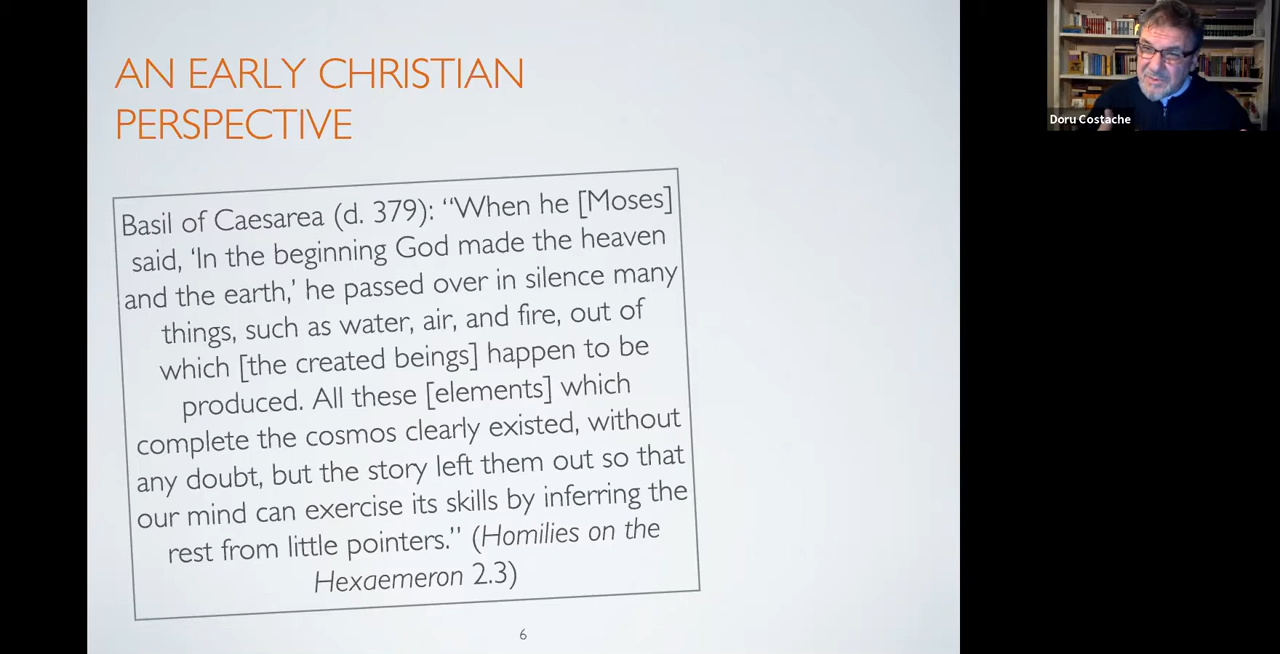 AN EARLY CHRISTIAN
PERSPECTIVE
Basil of Caesarea (d. 379): “When he [Moses]
said, ‘In the beginning God made the heaven
and the earth,’ he passed over in silence many
things, such as water, air, and fire, out of
which [the created beings] happen to be
produced. All these [elements] which
complete the cosmos clearly existed, without
any doubt, but the story left them out so that
our mind can exercise its skills by inferring the
rest from little pointers.” (Homilies on the
Hexaemeron 2.3)
6
Doru Costache